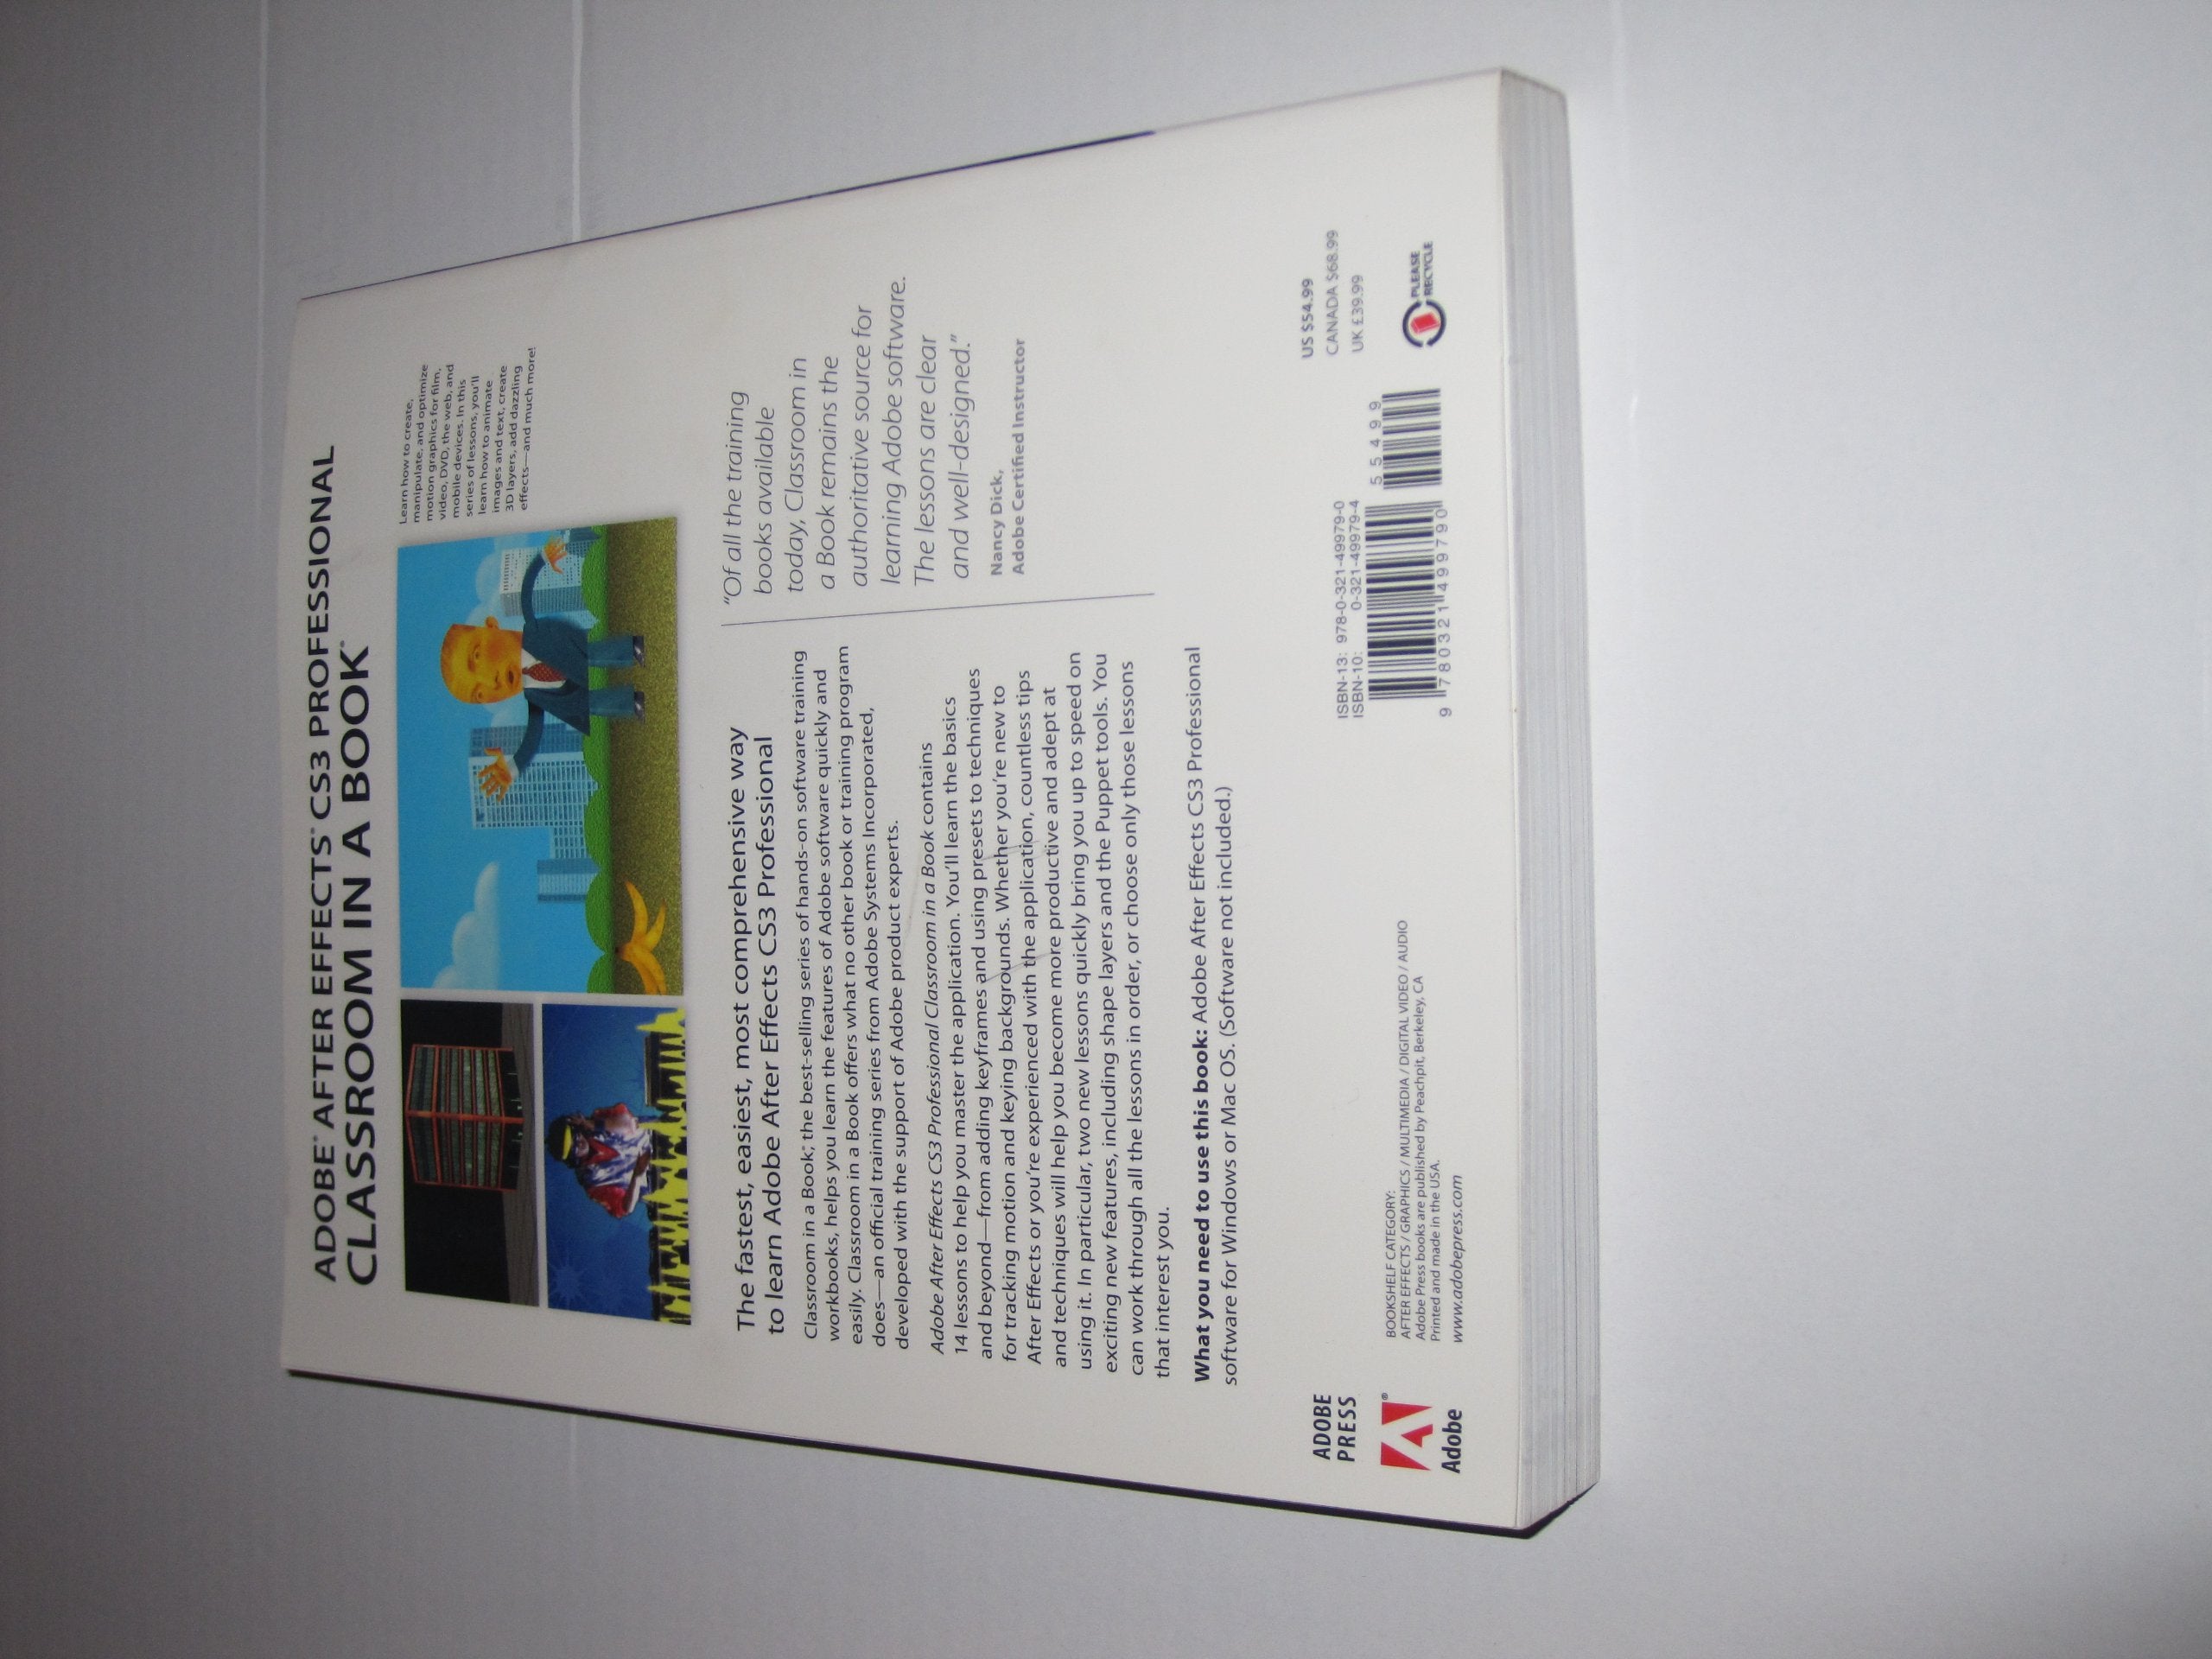 ADOBE® AFTER EFFECTS® CS3 PROFESSIONAL
CLASSROOM IN A BOOK®
Learn how to create,
manipulate, and optimize
motion graphics for film,
video, DVD, the web, and
mobile devices. In this
series of lessons, you'll
learn how to animate
images and text, create
3D layers, add dazzling
effects—and much more!
The fastest, easiest, most comprehensive way
to learn Adobe After Effects CS3 Professional
Classroom in a Book; the best-selling series of hands-on software training
workbooks, helps you learn the features of Adobe software quickly and
easily. Classroom in a Book offers what no other book or training program
does—an official training series from Adobe Systems Incorporated,
developed with the support of Adobe product experts.
Adobe After Effects CS3 Professional Classroom in a Book contains
14 lessons to help you master the application. You'll learn the basics
and beyond—from adding keyframes and using presets to techniques
for tracking motion and keying backgrounds. Whether you're new to
After Effects or you're experienced with the application, countless tips
and techniques will help you become more productive and adept at
using it. In particular, two new lessons quickly bring you up to speed on
exciting new features, including shape layers and the Puppet tools. You
can work through all the lessons in order, or choose only those lessons
that interest you.
What you need to use this book: Adobe After Effects CS3 Professional
software for Windows or Mac OS. (Software not included.)
"Of all the training
books available
today, Classroom in
a Book remains the
authoritative source for
learning Adobe software.
The lessons are clear
and well-designed."
Nancy Dick,
Adobe Certified Instructor
ADOBE
PRESS
Adobe
BOOKSHELF CATEGORY:
AFTER EFFECTS / GRAPHICS / MULTIMEDIA / DIGITAL VIDEO / AUDIO
Adobe Press books are published by Peachpit, Berkeley, CA
Printed and made in the USA.
www.adobepress.com
ISBN-13: 978-0-321-49979-0
ISBN-10: 0-321-49979-4
9 780321 499790
5 5 4 9 9
US $54.99
CANADA $68.99
UK £39.99
PLEASE
RECYCLE